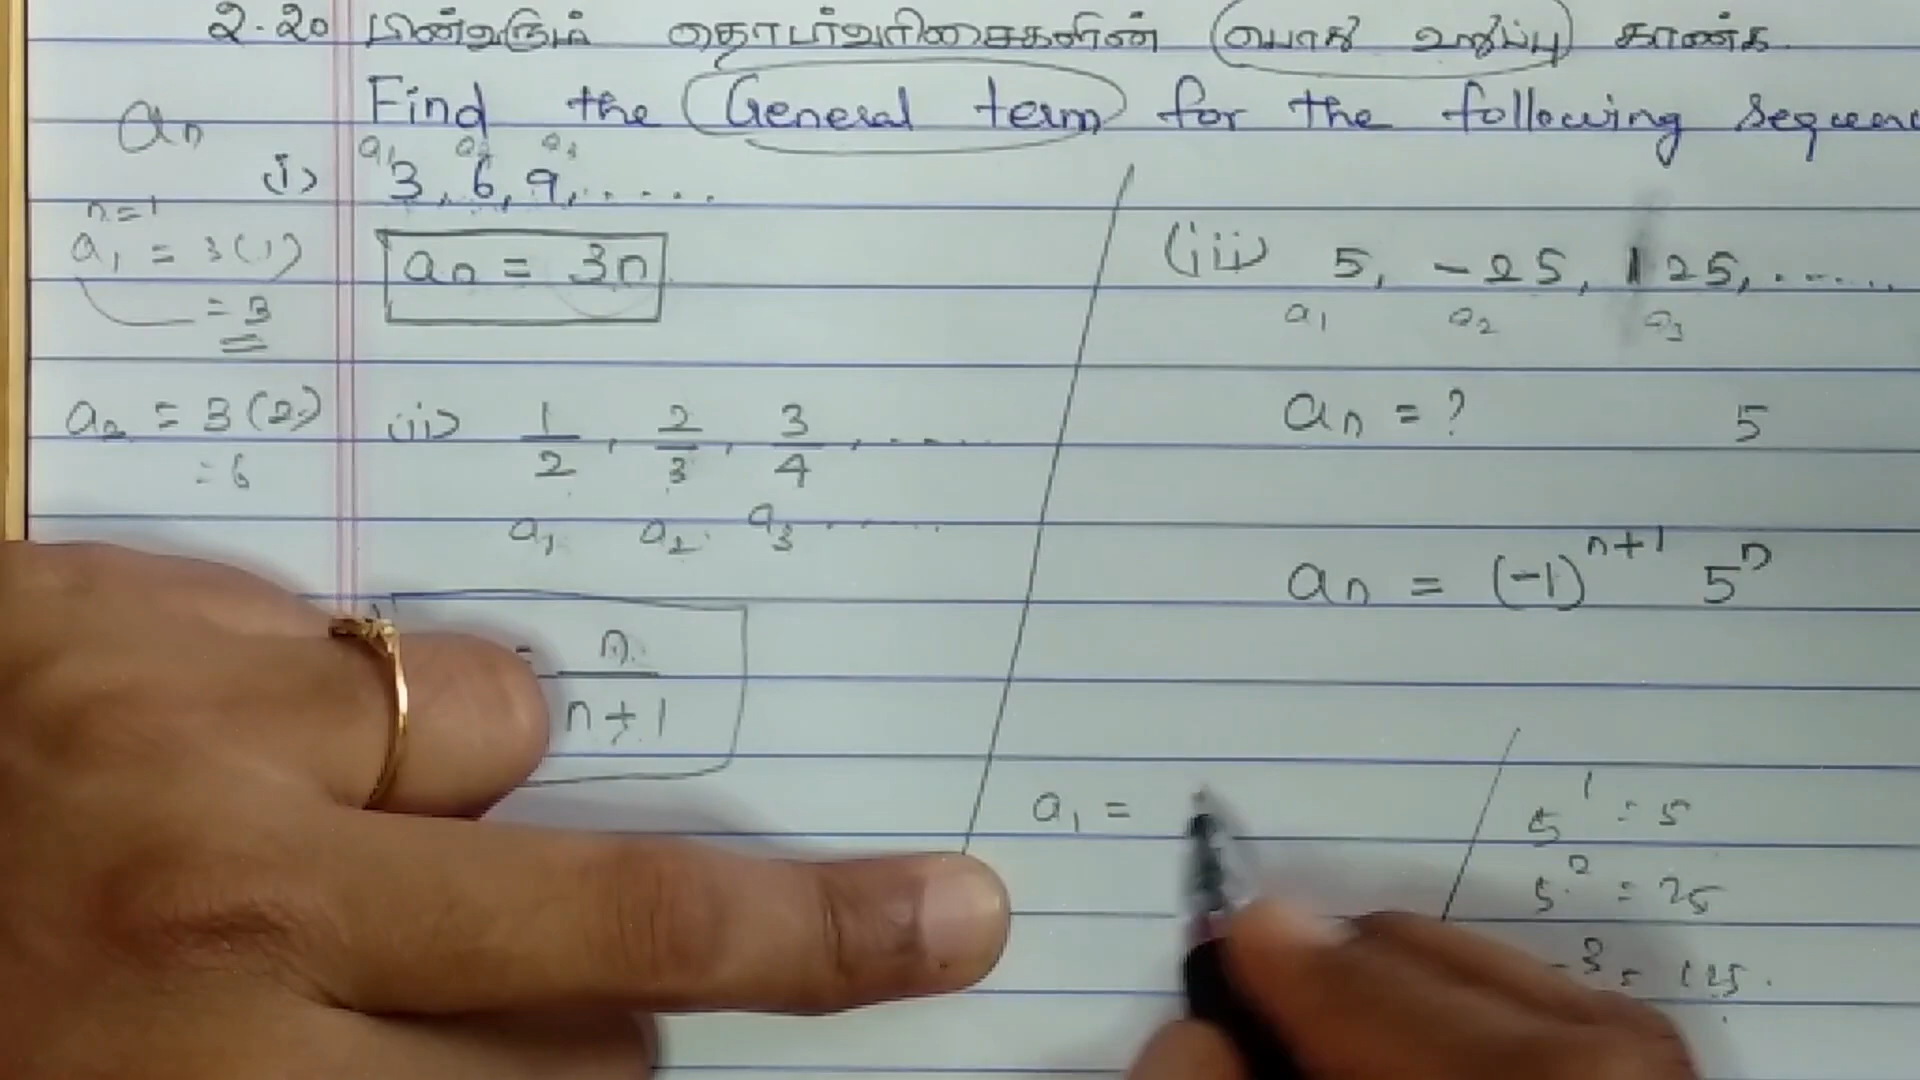 2.20 பின்வரும் தொடர்வரிசைகளின் பொது உறுப்பு காண்க.
Find the General term for the following
an
a1 a2 a3
(i) 3, 6, 9, .....
n=1
a1 = 3(1)
= 3
an = 3n
a2 = 3(2)
= 6
(ii) 1/2, 2/3, 3/4, .....
a1 a2 a3 .....
= n/n+1
(iii) 5, -25, 125, .....
a1 a2 a3
an = ? 5
an = (-1)^n+1 5^n
a1 =
5^1 = 5
5^2 = 25
3 = 125.